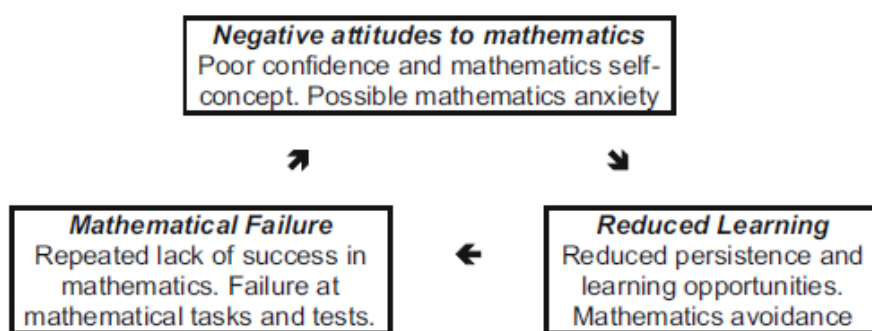 Negative attitudes to mathematics
Poor confidence and mathematics self-
concept. Possible mathematics anxiety
Mathematical Failure
Repeated lack of success in
mathematics. Failure at
mathematical tasks and tests.
Reduced Learning
Reduced persistence and
learning opportunities.
Mathematics avoidance